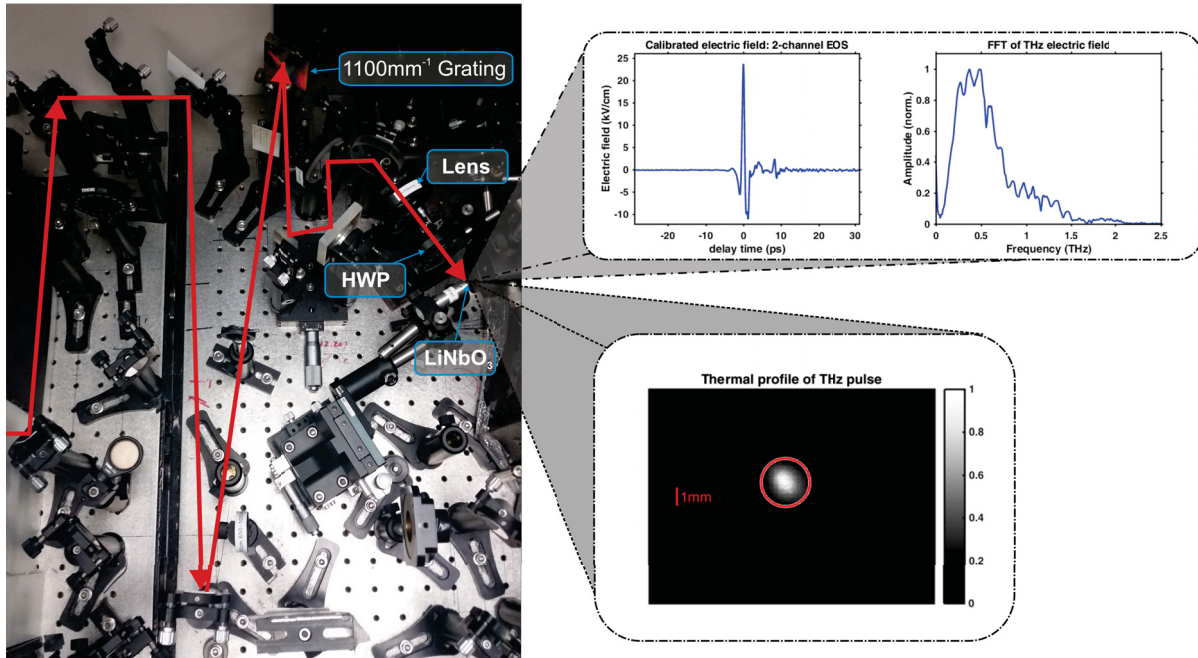 1100mm⁻¹ Grating
Lens
HWP
LiNbO₃
Calibrated electric field: 2-channel EOS
Electric field (kV/cm)
25
20
15
10
5
0
-5
-10
-20 -10 0 10 20 30
delay time (ps)
FFT of THz electric field
Amplitude (norm.)
1
0.8
0.6
0.4
0.2
0
0 0.5 1 1.5 2 2.5
Frequency (THz)
Thermal profile of THz pulse
1mm
1
0.8
0.6
0.4
0.2
0